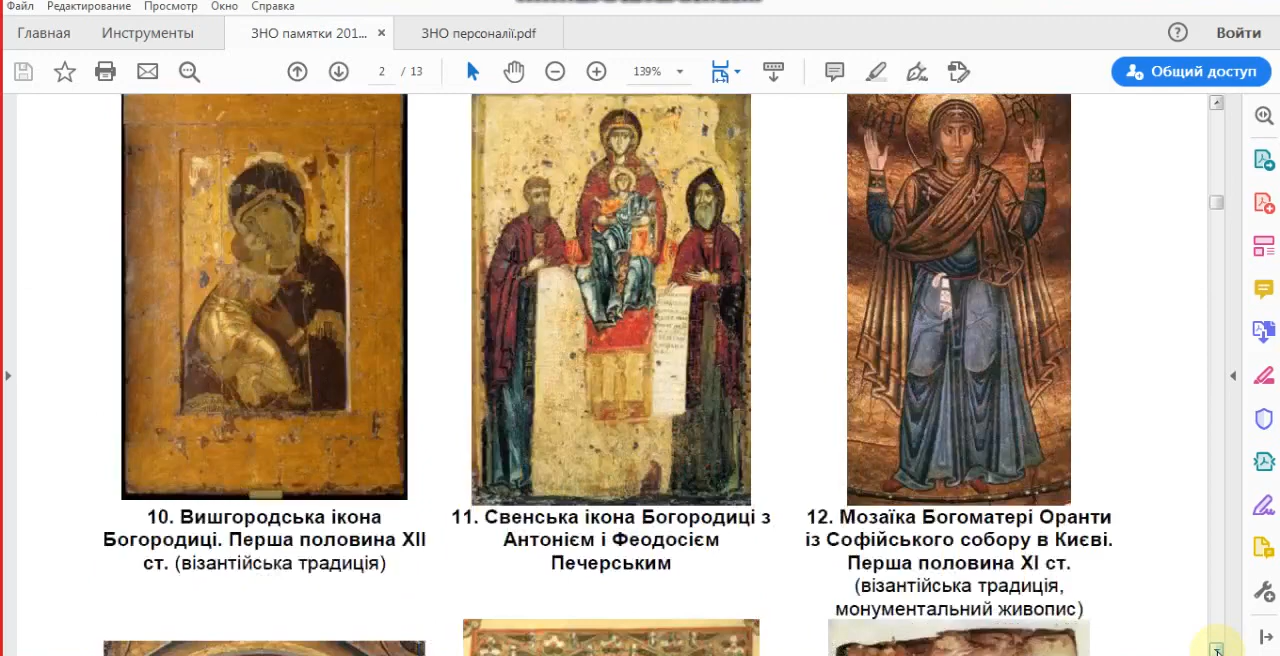 Файл Редактирование Просмотр Окно Справка
Главная Инструменты ЗНО памятки 201... × ЗНО персоналії.pdf Войти
2 / 13 139% Общий доступ
10. Вишгородська ікона
Богородиці. Перша половина XII
ст. (візантійська традиція)
11. Свенська ікона Богородиці з
Антонієм і Феодосієм
Печерським
12. Мозаїка Богоматері Оранти
із Софійського собору в Києві.
Перша половина XI ст.
(візантійська традиція,
монументальний живопис)